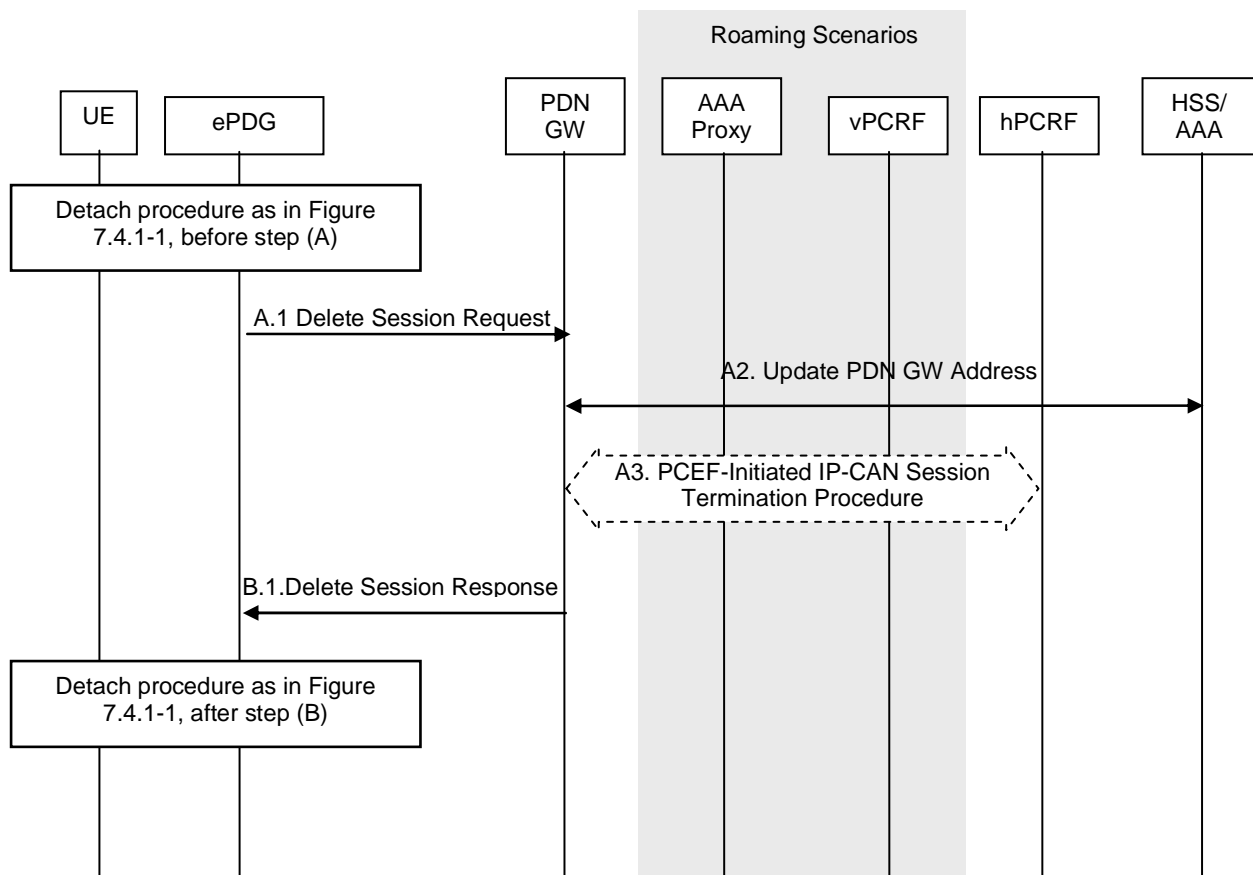 Roaming Scenarios
UE
ePDG
PDN
GW
AAA
Proxy
vPCRF
hPCRF
HSS/
AAA
Detach procedure as in Figure
7.4.1-1, before step (A)
A.1 Delete Session Request
A2. Update PDN GW Address
A3. PCEF-Initiated IP-CAN Session
Termination Procedure
B.1.Delete Session Response
Detach procedure as in Figure
7.4.1-1, after step (B)